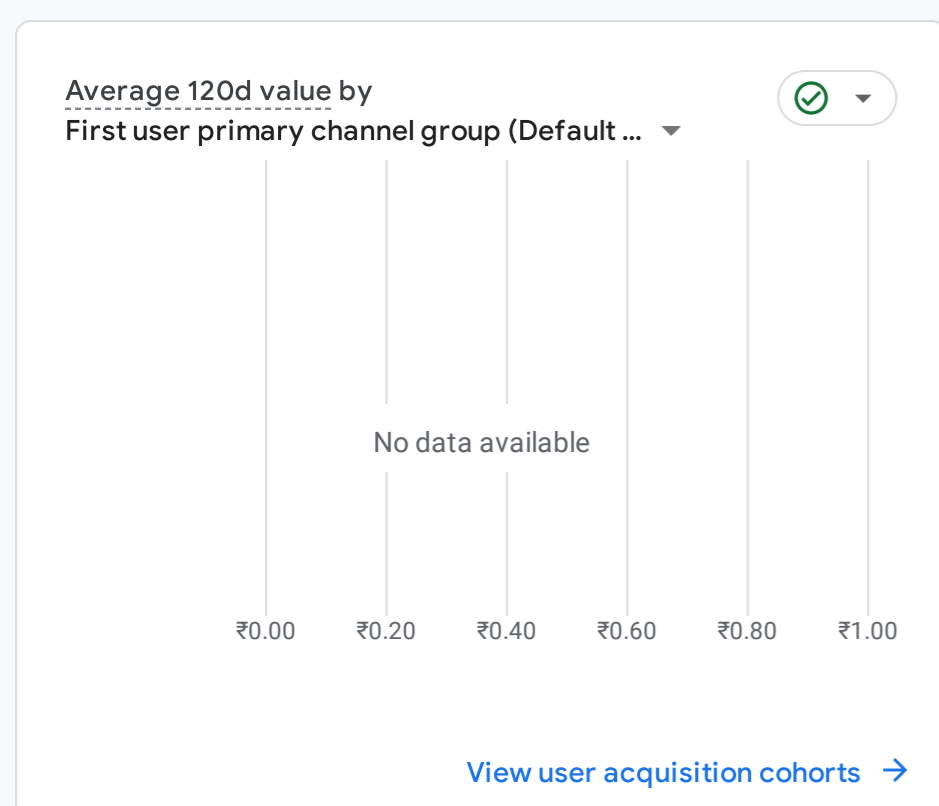 Average 120d value by
First user primary channel group (Default ...
No data available
₹0.00 ₹0.20 ₹0.40 ₹0.60 ₹0.80 ₹1.00
View user acquisition cohorts